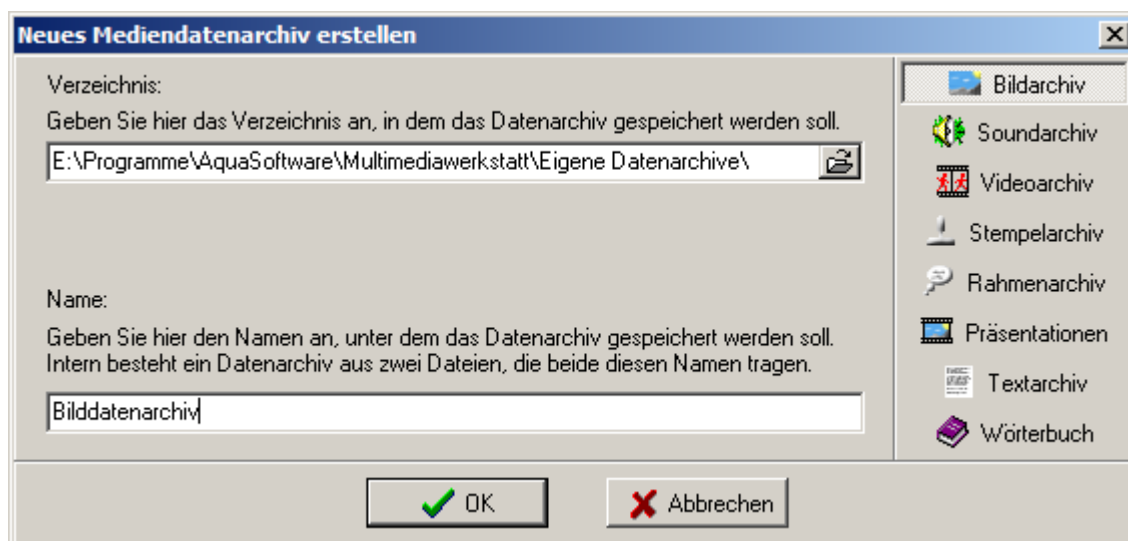 Neues Mediendatenarchiv erstellen
Verzeichnis:
Geben Sie hier das Verzeichnis an, in dem das Datenarchiv gespeichert werden soll.
E:\Programme\AquaSoftware\Multimediawerkstatt\Eigene Datenarchive\
Name:
Geben Sie hier den Namen an, unter dem das Datenarchiv gespeichert werden soll.
Intern besteht ein Datenarchiv aus zwei Dateien, die beide diesen Namen tragen.
Bilddatenarchiv
Bildarchiv
Soundarchiv
Videoarchiv
Stempelarchiv
Rahmenarchiv
Präsentationen
Textarchiv
Wörterbuch
OK
Abbrechen